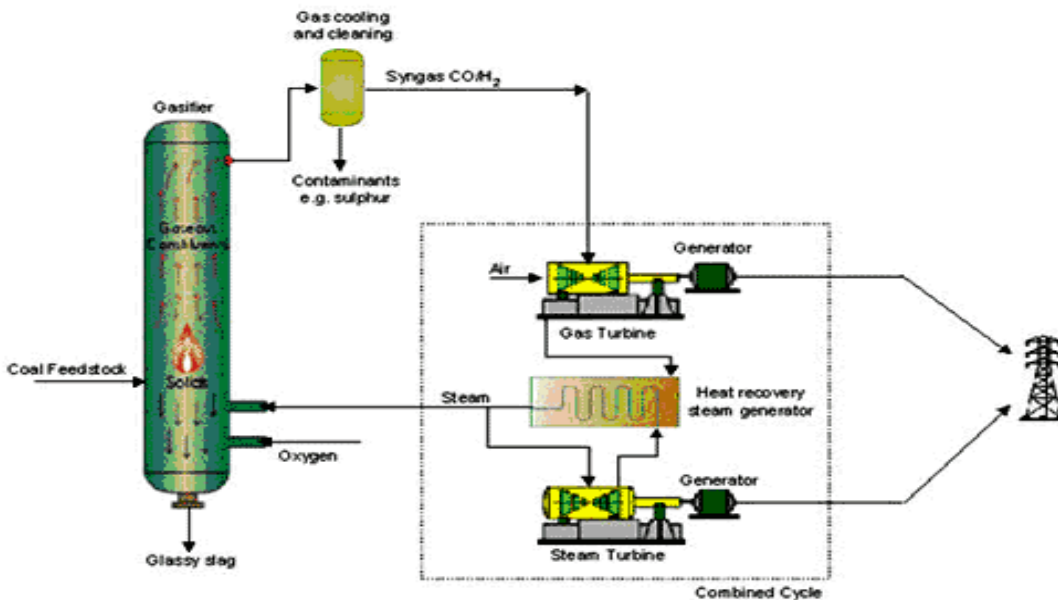 Gas cooling
and cleaning
Syngas CO/H2
Gasifier
Contaminants
e.g. sulphur
Gaseous
Constituents
Air
Generator
Gas Turbine
Coal Feedstock
Solids
Steam
Heat recovery
steam generator
Oxygen
Generator
Glassy slag
Steam Turbine
Combined Cycle